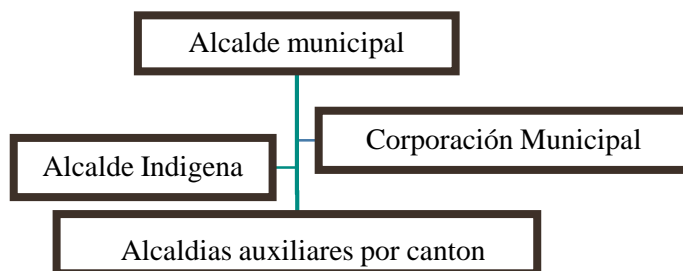 Alcalde municipal
Corporación Municipal
Alcalde Indigena
Alcaldias auxiliares por canton